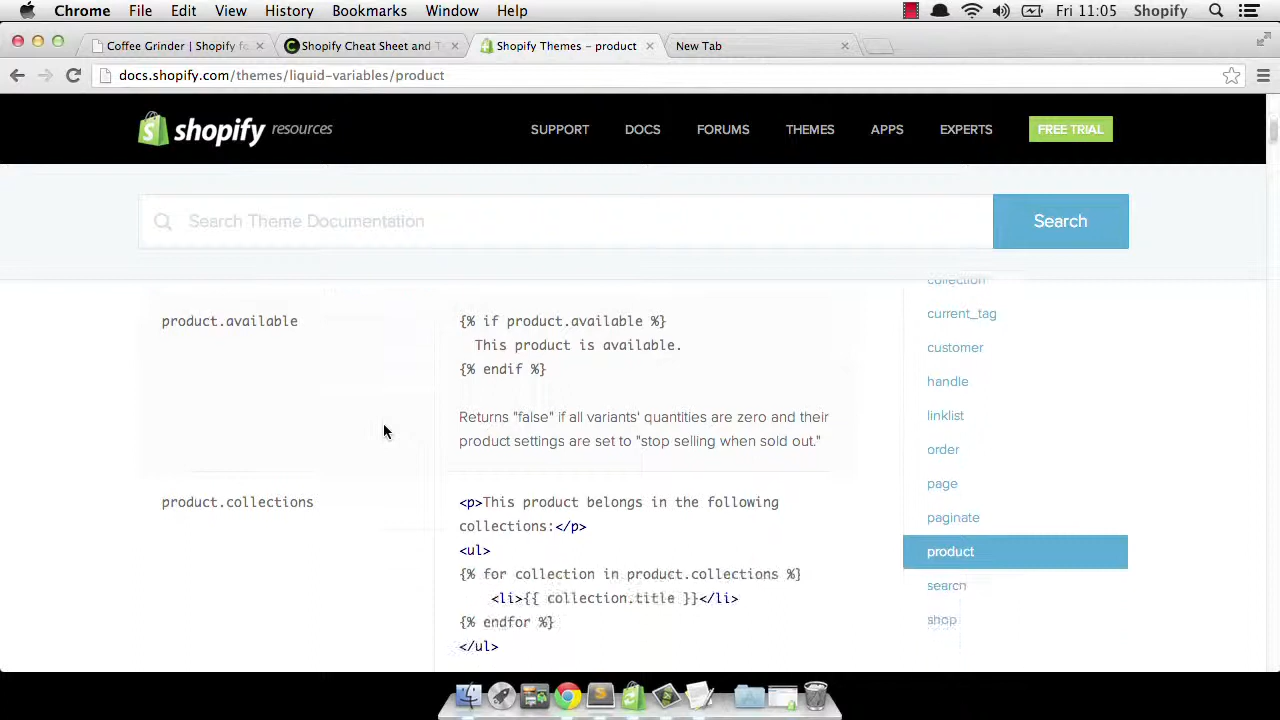 Chrome File Edit View History Bookmarks Window Help Fri 11:05 Shopify
Coffee Grinder | Shopify fo Shopify Cheat Sheet and T Shopify Themes – product New Tab
docs.shopify.com/themes/liquid-variables/product
shopify resources SUPPORT DOCS FORUMS THEMES APPS EXPERTS FREE TRIAL
Search Theme Documentation Search
collection
product.available {% if product.available %} current_tag
This product is available. customer
{% endif %} handle
Returns "false" if all variants' quantities are zero and their linklist
product settings are set to "stop selling when sold out." order
page
product.collections <p>This product belongs in the following paginate
collections:</p>
<ul> product
{% for collection in product.collections %} search
<li>{{ collection.title }}</li> shop
{% endfor %}
</ul>